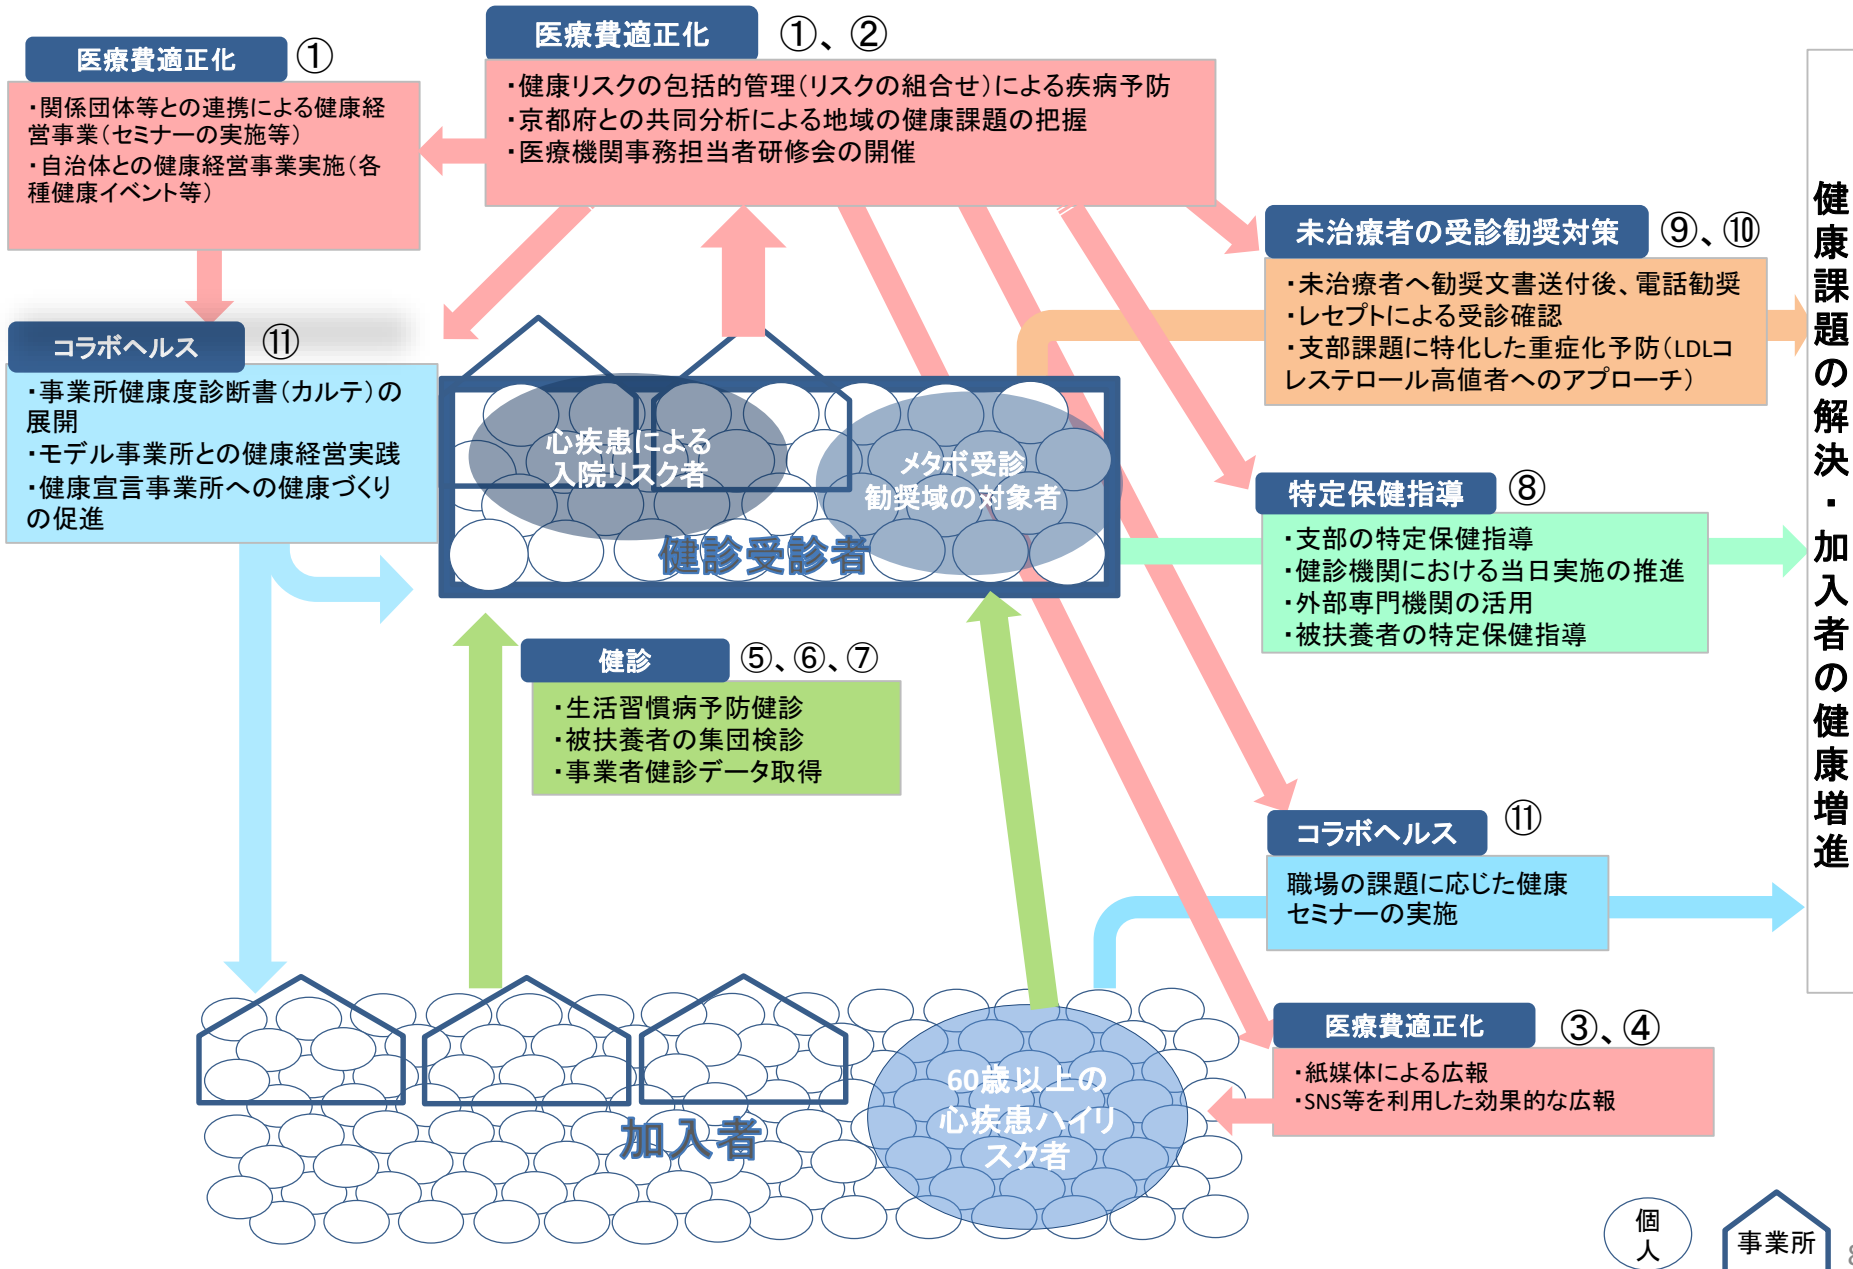 医療費適正化 ①
・関係団体等との連携による健康経
営事業（セミナーの実施等）
・自治体との健康経営事業実施（各
種健康イベント等）
医療費適正化 ①、②
・健康リスクの包括的管理（リスクの組合せ）による疾病予防
・京都府との共同分析による地域の健康課題の把握
・医療機関事務担当者研修会の開催
未治療者の受診勧奨対策 ⑨、⑩
・未治療者へ勧奨文書送付後、電話勧奨
・レセプトによる受診確認
・支部課題に特化した重症化予防（LDLコ
レステロール高値者へのアプローチ）
コラボヘルス ⑪
・事業所健康度診断書（カルテ）の
展開
・モデル事業所との健康経営実践
・健康宣言事業所への健康づくり
の促進
心疾患による
入院リスク者
メタボ受診
勧奨域の対象者
健診受診者
特定保健指導 ⑧
・支部の特定保健指導
・健診機関における当日実施の推進
・外部専門機関の活用
・被扶養者の特定保健指導
健診 ⑤、⑥、⑦
・生活習慣病予防健診
・被扶養者の集団検診
・事業者健診データ取得
コラボヘルス ⑪
職場の課題に応じた健康
セミナーの実施
医療費適正化 ③、④
・紙媒体による広報
・SNS等を利用した効果的な広報
60歳以上の
心疾患ハイリ
スク者
加入者
健康課題の解決・加入者の健康増進
個
人
事業所